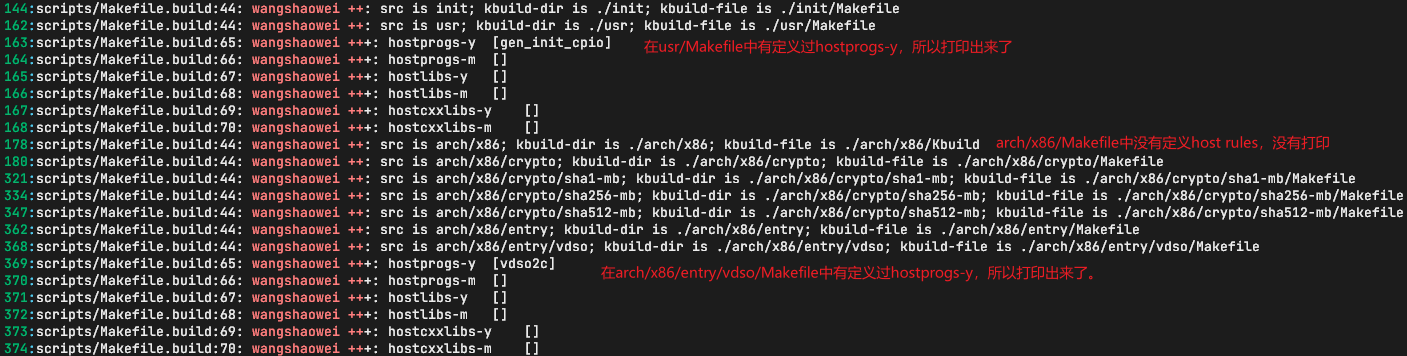 144:scripts/Makefile.build:44: wangshaowei +++: src is init; kbuild-dir is ./init; kbuild-file is ./init/Makefile
162:scripts/Makefile.build:44: wangshaowei +++: src is usr; kbuild-dir is ./usr; kbuild-file is ./usr/Makefile
163:scripts/Makefile.build:65: wangshaowei +++: hostprogs-y  [gen_init_cpio] 在usr/Makefile中有定义过hostprogs-y，所以打印出来了
164:scripts/Makefile.build:66: wangshaowei +++: hostprogs-m  []
165:scripts/Makefile.build:67: wangshaowei +++: hostlibs-y   []
166:scripts/Makefile.build:68: wangshaowei +++: hostlibs-m   []
167:scripts/Makefile.build:69: wangshaowei +++: hostcxxlibs-y    []
168:scripts/Makefile.build:70: wangshaowei +++: hostcxxlibs-m    []
178:scripts/Makefile.build:44: wangshaowei +++: src is arch/x86; kbuild-dir is ./arch/x86; kbuild-file is ./arch/x86/Kbuild arch/x86/Makefile中没有定义host rules，没有打印
180:scripts/Makefile.build:44: wangshaowei +++: src is arch/x86/crypto; kbuild-dir is ./arch/x86/crypto; kbuild-file is ./arch/x86/crypto/Makefile
321:scripts/Makefile.build:44: wangshaowei +++: src is arch/x86/crypto/sha1-mb; kbuild-dir is ./arch/x86/crypto/sha1-mb; kbuild-file is ./arch/x86/crypto/sha1-mb/Makefile
334:scripts/Makefile.build:44: wangshaowei +++: src is arch/x86/crypto/sha256-mb; kbuild-dir is ./arch/x86/crypto/sha256-mb; kbuild-file is ./arch/x86/crypto/sha256-mb/Makefile
347:scripts/Makefile.build:44: wangshaowei +++: src is arch/x86/crypto/sha512-mb; kbuild-dir is ./arch/x86/crypto/sha512-mb; kbuild-file is ./arch/x86/crypto/sha512-mb/Makefile
362:scripts/Makefile.build:44: wangshaowei +++: src is arch/x86/entry; kbuild-dir is ./arch/x86/entry; kbuild-file is ./arch/x86/entry/Makefile
368:scripts/Makefile.build:44: wangshaowei +++: src is arch/x86/entry/vdso; kbuild-dir is ./arch/x86/entry/vdso; kbuild-file is ./arch/x86/entry/vdso/Makefile
369:scripts/Makefile.build:65: wangshaowei +++: hostprogs-y  [vdso2c] 在arch/x86/entry/vdso/Makefile中有定义过hostprogs-y，所以打印出来了。
370:scripts/Makefile.build:66: wangshaowei +++: hostprogs-m  []
371:scripts/Makefile.build:67: wangshaowei +++: hostlibs-y   []
372:scripts/Makefile.build:68: wangshaowei +++: hostlibs-m   []
373:scripts/Makefile.build:69: wangshaowei +++: hostcxxlibs-y    []
374:scripts/Makefile.build:70: wangshaowei +++: hostcxxlibs-m    []